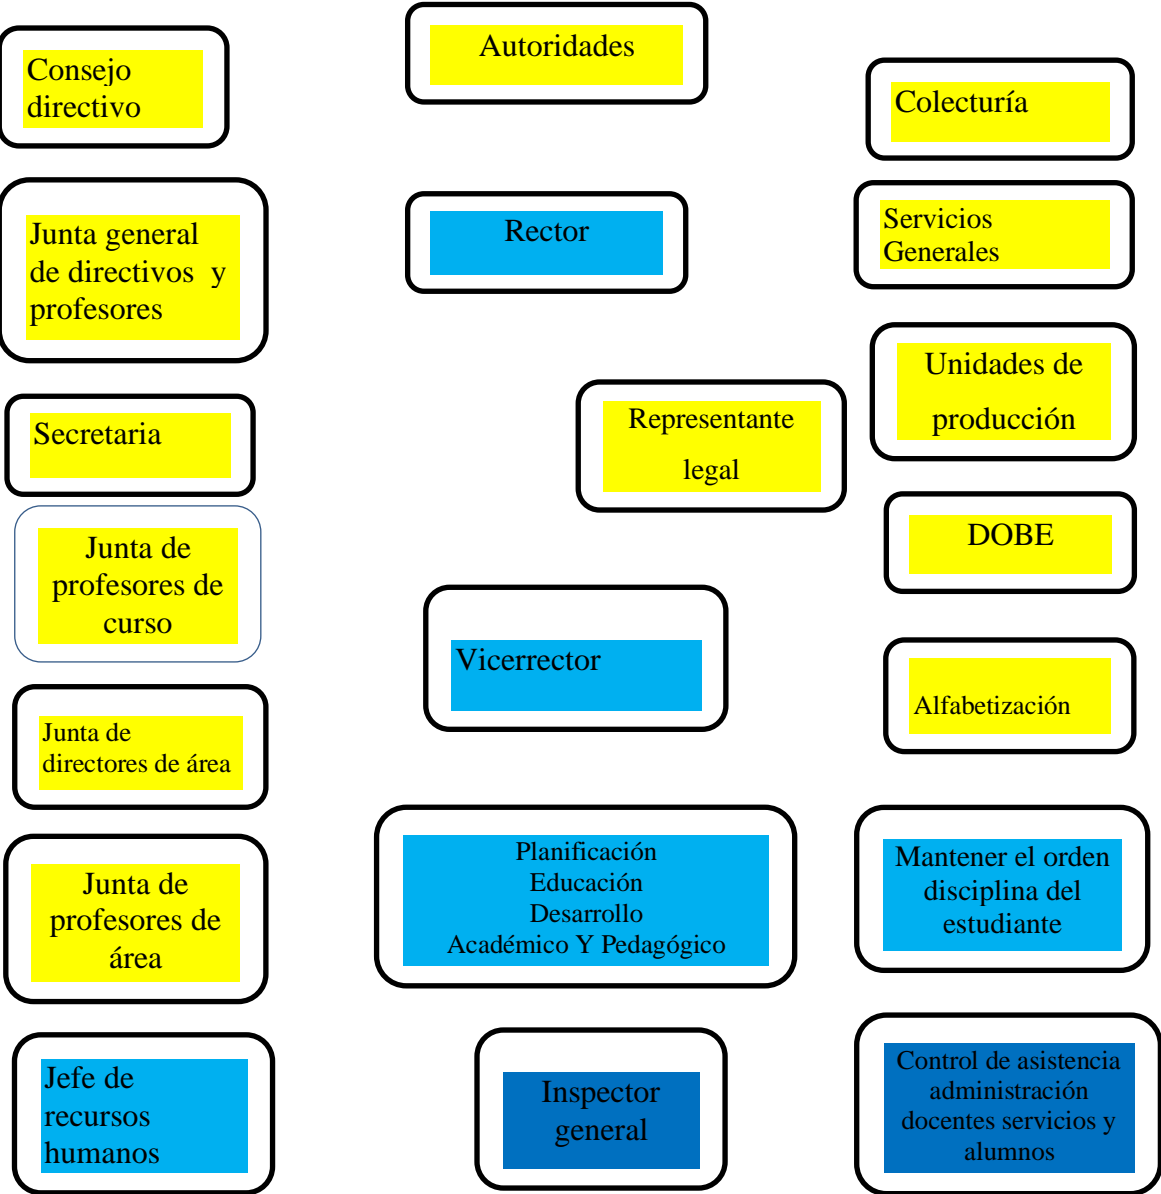 Autoridades
Consejo
directivo
Colecturía
Junta general
de directivos y
profesores
Rector
Servicios
Generales
Unidades de
producción
Secretaria
Representante
legal
DOBE
Junta de
profesores de
curso
Vicerrector
Alfabetización
Junta de
directores de área
Planificación
Educación
Desarrollo
Académico Y Pedagógico
Mantener el orden
disciplina del
estudiante
Junta de
profesores de
área
Jefe de
recursos
humanos
Inspector
general
Control de asistencia
administración
docentes servicios y
alumnos